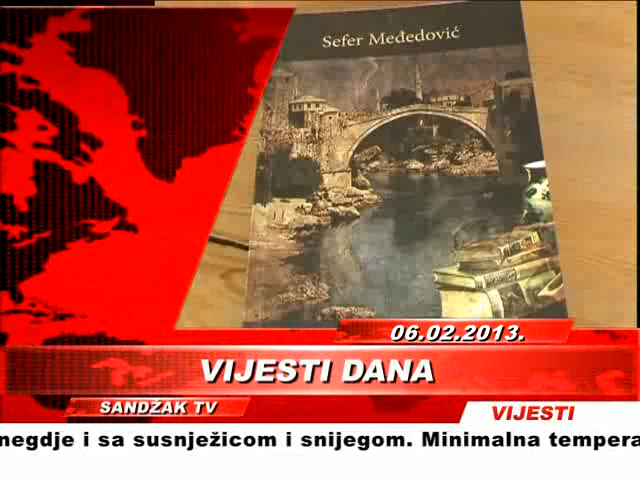 Sefer Međedović
06.02.2013.
VIJESTI DANA
SANDŽAK TV
VIJESTI
negdje i sa susnježicom i snijegom. Minimalna tempera